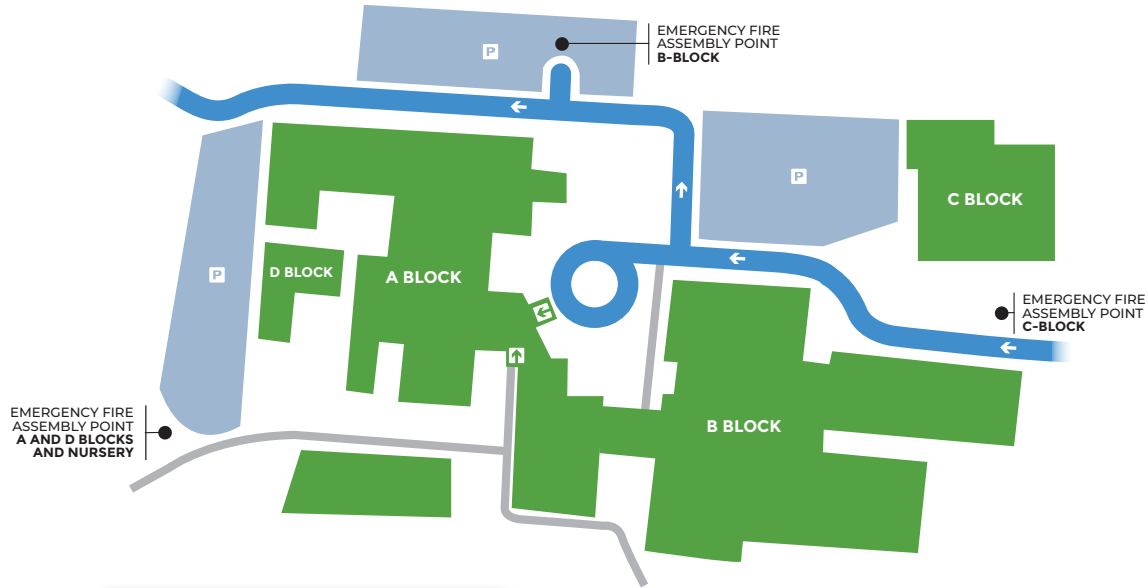 EMERGENCY FIRE
ASSEMBLY POINT
B-BLOCK
P
P
C BLOCK
P
D BLOCK
A BLOCK
EMERGENCY FIRE
ASSEMBLY POINT
C-BLOCK
EMERGENCY FIRE
ASSEMBLY POINT
A AND D BLOCKS
AND NURSERY
B BLOCK